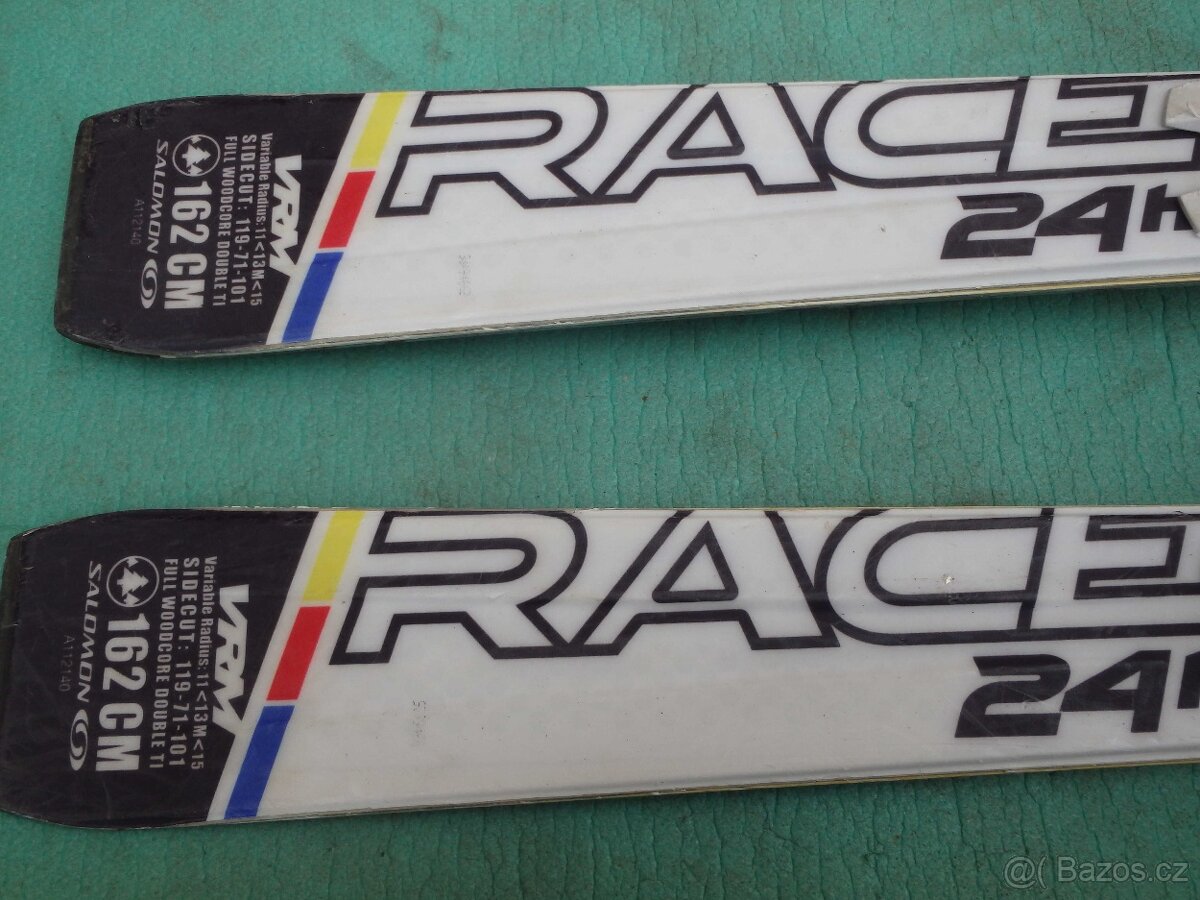 RACE
24H
VRM
Variable Radius: 11<13M<15
SIDECUT: 119-71-101
FULL WOODCORE DOUBLE TI
162 CM
SALOMON
A112140
RACE
24
VRM
Variable Radius: 11<13M<15
SIDECUT: 119-71-101
FULL WOODCORE DOUBLE TI
162 CM
SALOMON
A112140
@( Bazos.cz